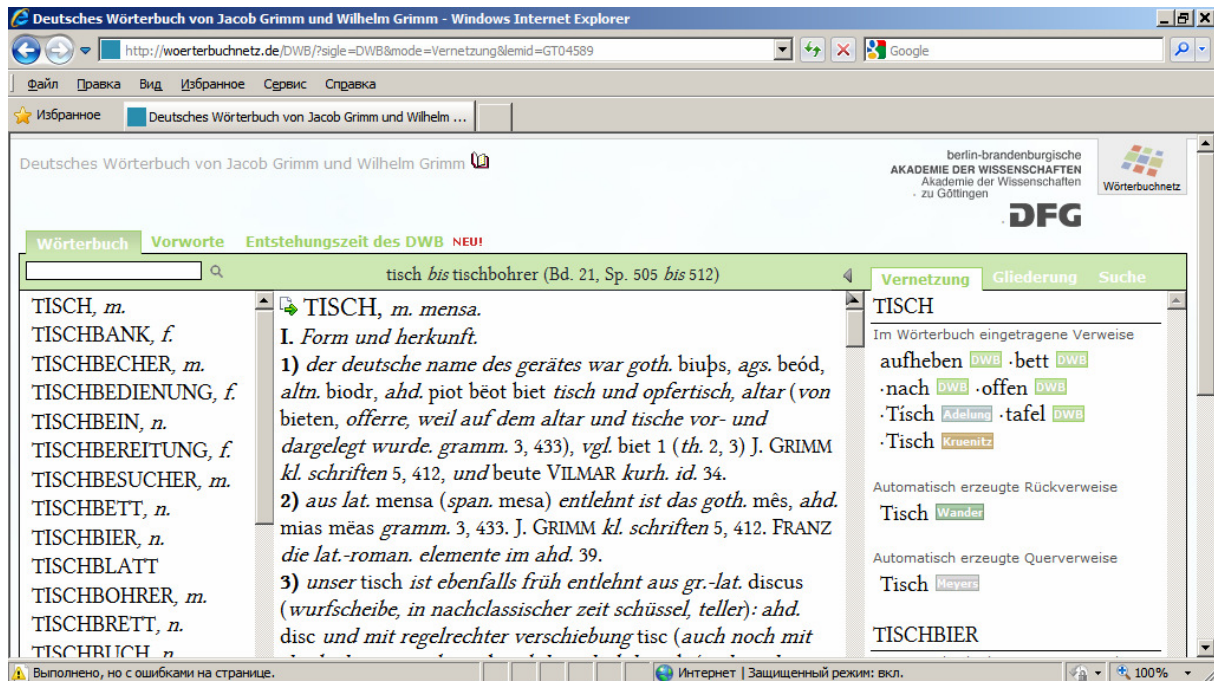 Deutsches Wörterbuch von Jacob Grimm und Wilhelm Grimm - Windows Internet Explorer
http://woerterbuchnetz.de/DWB/?sigle=DWB&mode=Vernetzung&lemid=GT04589
Google
Файл Правка Вид Избранное Сервис Справка
Избранное
Deutsches Wörterbuch von Jacob Grimm und Wilhelm ...
Deutsches Wörterbuch von Jacob Grimm und Wilhelm Grimm
berlin-brandenburgische
AKADEMIE DER WISSENSCHAFTEN
Akademie der Wissenschaften
zu Göttingen
DFG
Wörterbuchnetz
Wörterbuch Vorworte Entstehungszeit des DWB NEU!
tisch bis tischbohrer (Bd. 21, Sp. 505 bis 512)
Vernetzung Gliederung Suche
TISCH, m.
TISCHBANK, f.
TISCHBECHER, m.
TISCHBEDIENUNG, f.
TISCHBEIN, n.
TISCHBEREITUNG, f.
TISCHBESUCHER, m.
TISCHBETT, n.
TISCHBIER, n.
TISCHBLATT
TISCHBOHRER, m.
TISCHBRETT, n.
TISCHBUCH, n.
TISCH, m. mensa.
I. Form und herkunft.
1) der deutsche name des gerätes war goth. biuþs, ags. beód,
altn. biodr, ahd. piot bëot biet tisch und opfertisch, altar (von
bieten, offerre, weil auf dem altar und tische vor- und
dargelegt wurde. gramm. 3, 433), vgl. biet 1 (th. 2, 3) J. GRIMM
kl. schriften 5, 412, und beute VILMAR kurh. id. 34.
2) aus lat. mensa (span. mesa) entlehnt ist das goth. mês, ahd.
mias mëas gramm. 3, 433. J. GRIMM kl. schriften 5, 412. FRANZ
die lat.-roman. elemente im ahd. 39.
3) unser tisch ist ebenfalls früh entlehnt aus gr.-lat. discus
(wurfscheibe, in nachclassischer zeit schüssel, teller): ahd.
disc und mit regelrechter verschiebung tisc (auch noch mit
TISCH
Im Wörterbuch eingetragene Verweise
aufheben DWB ·bett DWB
·nach DWB ·offen DWB
·Tísch Adelung ·tafel DWB
·Tisch Kruenitz
Automatisch erzeugte Rückverweise
Tisch Wander
Automatisch erzeugte Querverweise
Tisch Meyers
TISCHBIER
Выполнено, но с ошибками на странице.
Интернет | Защищенный режим: вкл.
100%